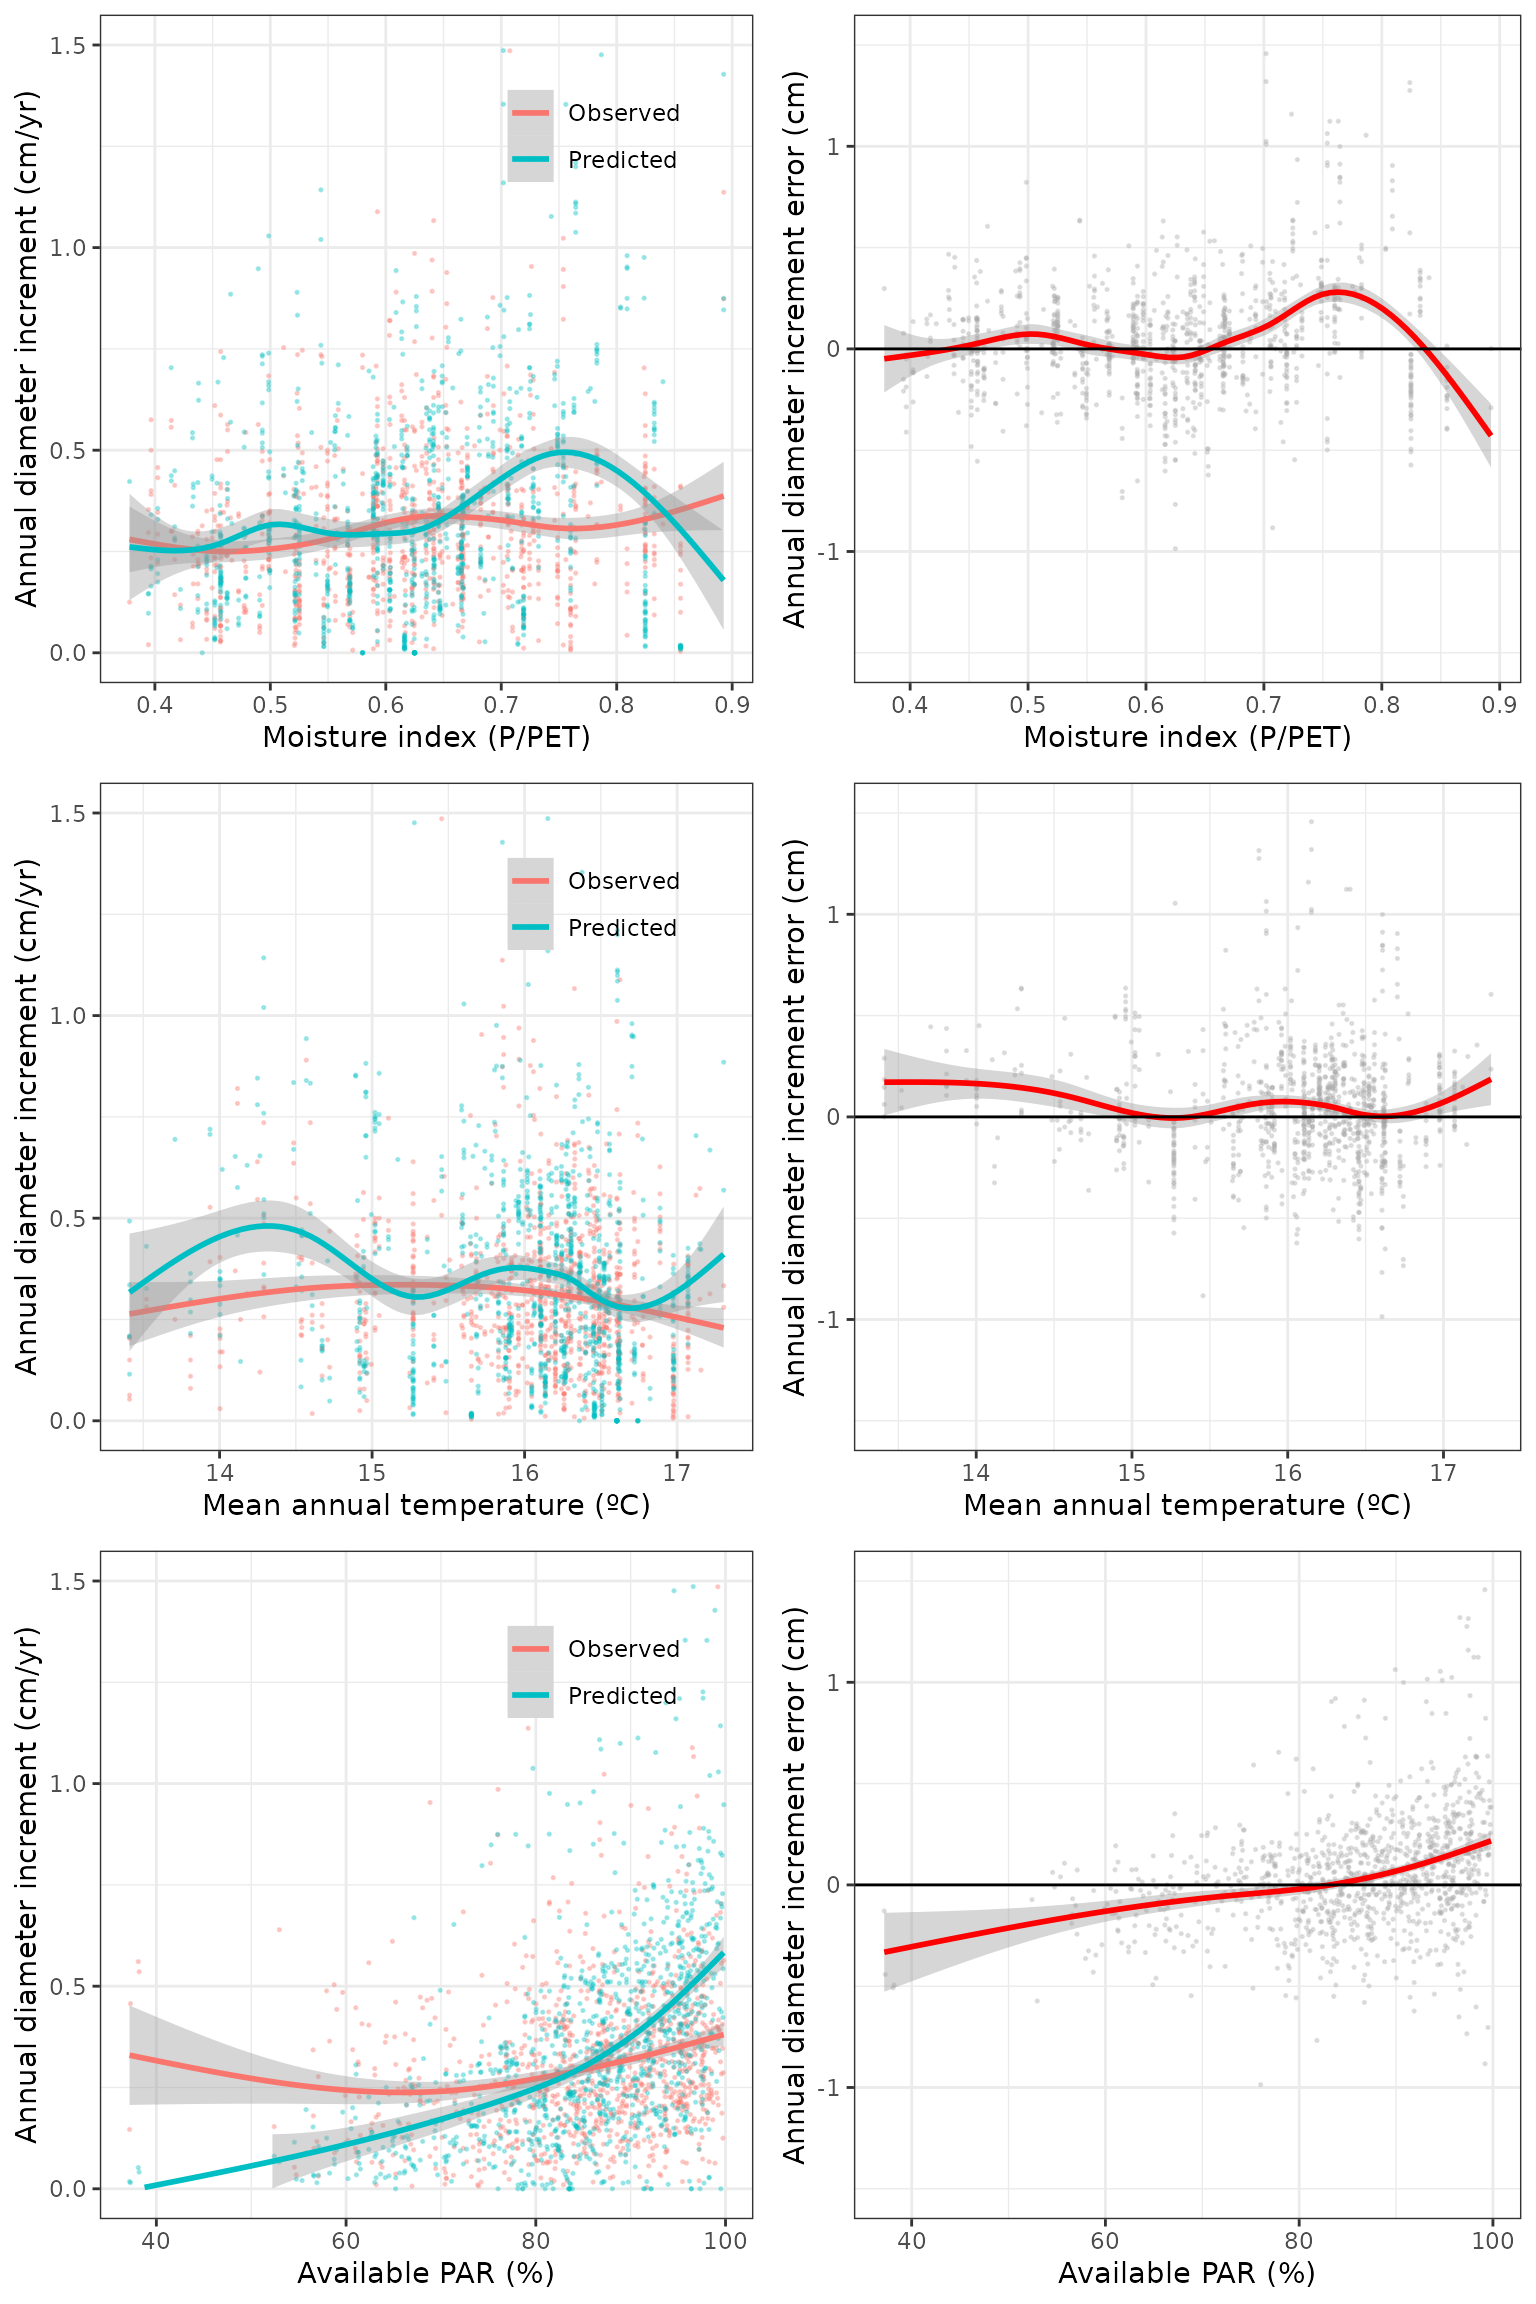 Annual diameter increment (cm/yr)
1.5
1.0
0.5
0.0
Observed
Predicted
0.4 0.5 0.6 0.7 0.8 0.9
Moisture index (P/PET)
Annual diameter increment error (cm)
1
0
-1
0.4 0.5 0.6 0.7 0.8 0.9
Moisture index (P/PET)
Annual diameter increment (cm/yr)
1.5
1.0
0.5
0.0
Observed
Predicted
14 15 16 17
Mean annual temperature (ºC)
Annual diameter increment error (cm)
1
0
-1
14 15 16 17
Mean annual temperature (ºC)
Annual diameter increment (cm/yr)
1.5
1.0
0.5
0.0
Observed
Predicted
40 60 80 100
Available PAR (%)
Annual diameter increment error (cm)
1
0
-1
40 60 80 100
Available PAR (%)